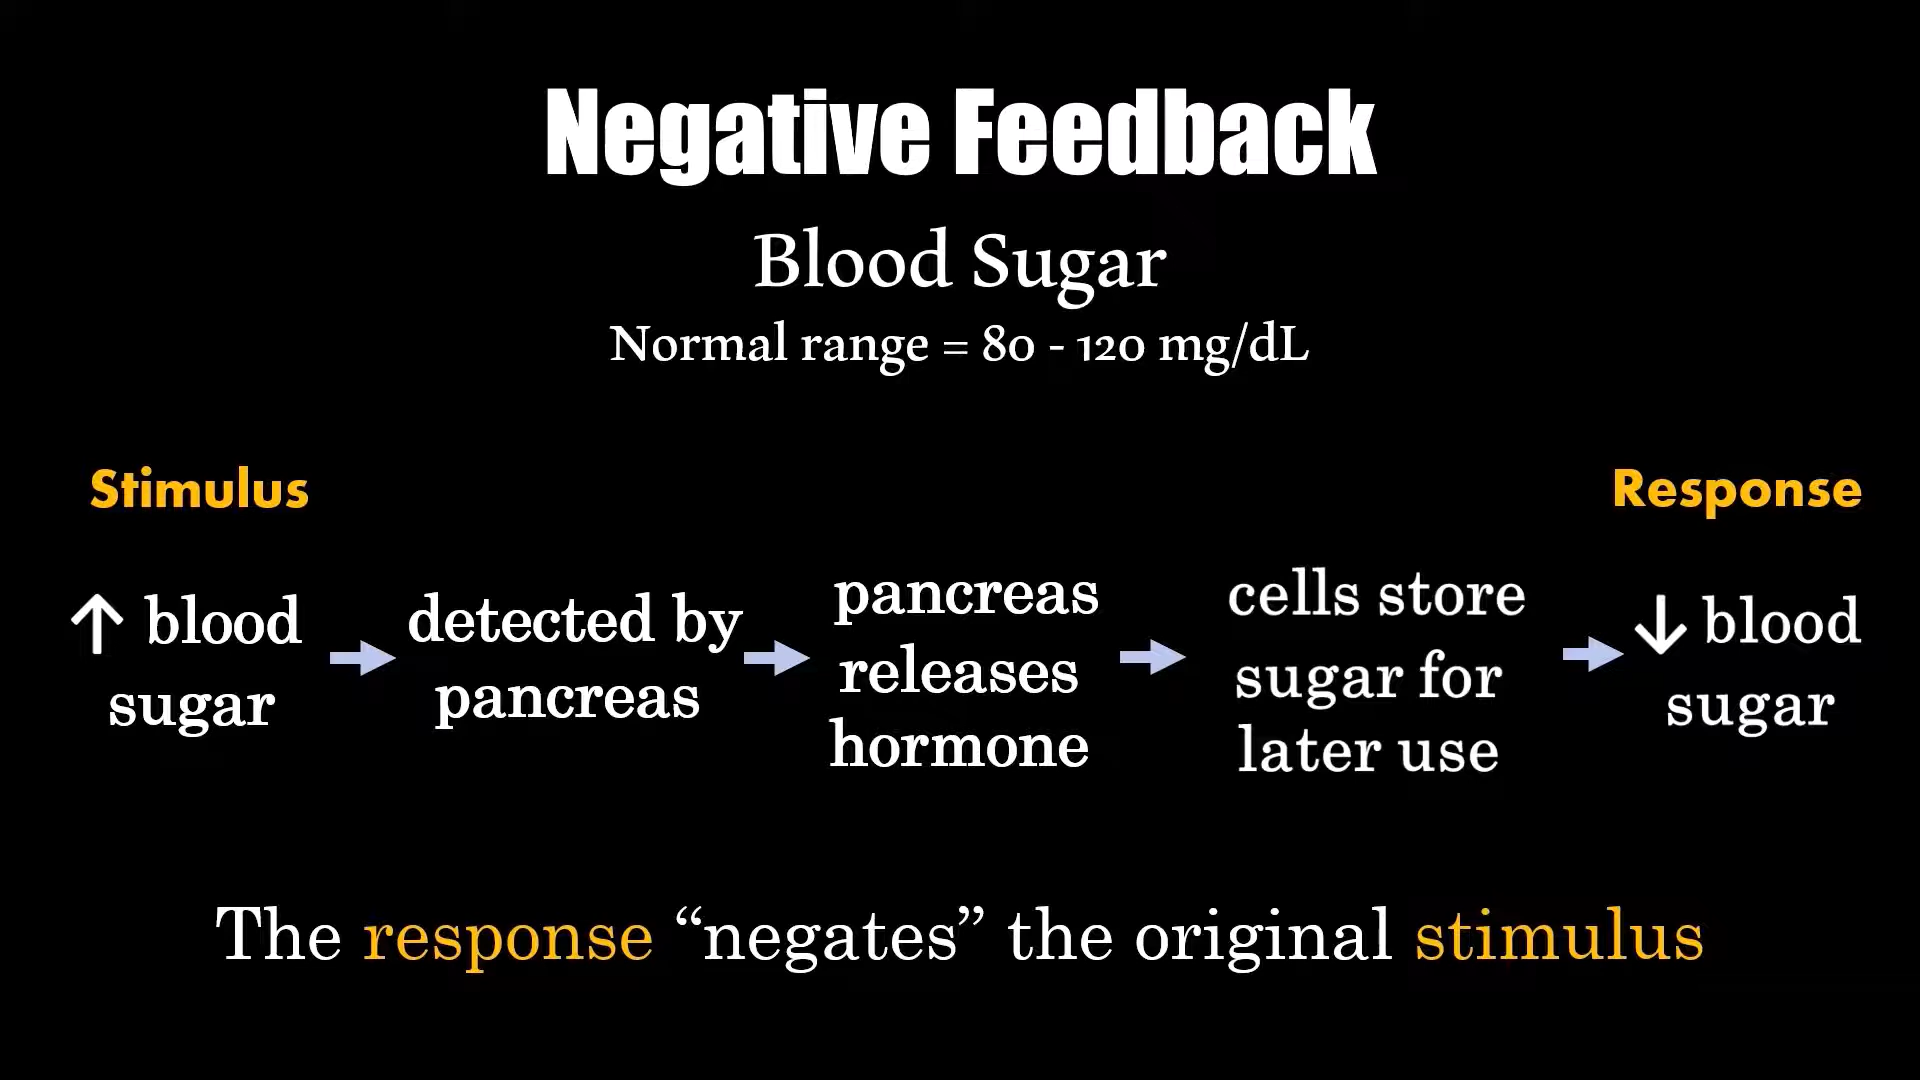 Negative Feedback
Blood Sugar
Normal range = 80 - 120 mg/dL
Stimulus
Response
↑ blood
sugar
detected by
pancreas
pancreas
releases
hormone
cells store
sugar for
later use
↓ blood
sugar
The response “negates” the original stimulus